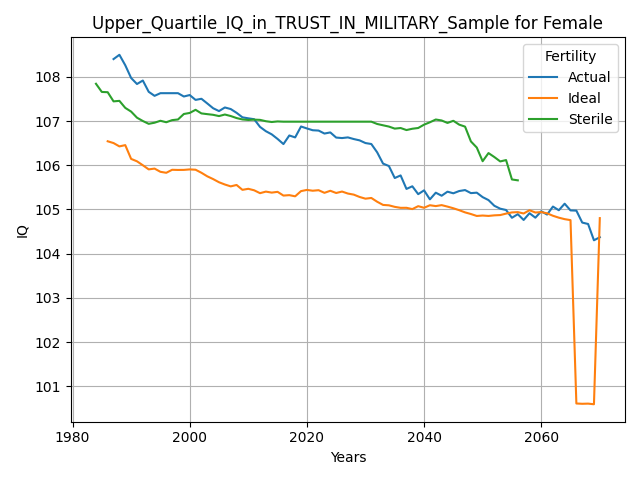 Upper_Quartile_IQ_in_TRUST_IN_MILITARY_Sample for Female
Fertility
Actual
Ideal
Sterile
IQ
108
107
106
105
104
103
102
101
1980
2000
2020
2040
2060
Years